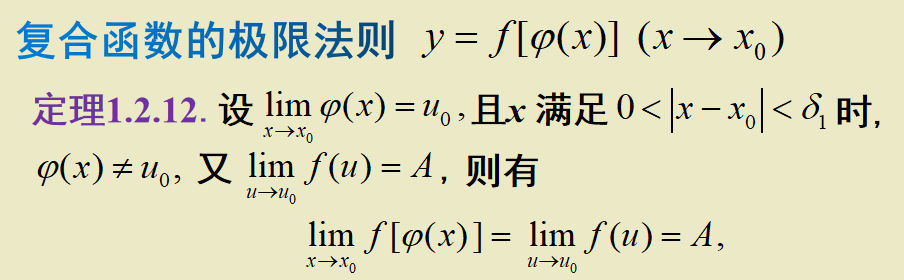 复合函数的极限法则 y = f[φ(x)] (x → x₀)
定理1.2.12. 设 lim_{x→x₀} φ(x) = u₀, 且x 满足 0 < |x − x₀| < δ₁ 时,
φ(x) ≠ u₀, 又 lim_{u→u₀} f(u) = A, 则有
lim_{x→x₀} f[φ(x)] = lim_{u→u₀} f(u) = A,